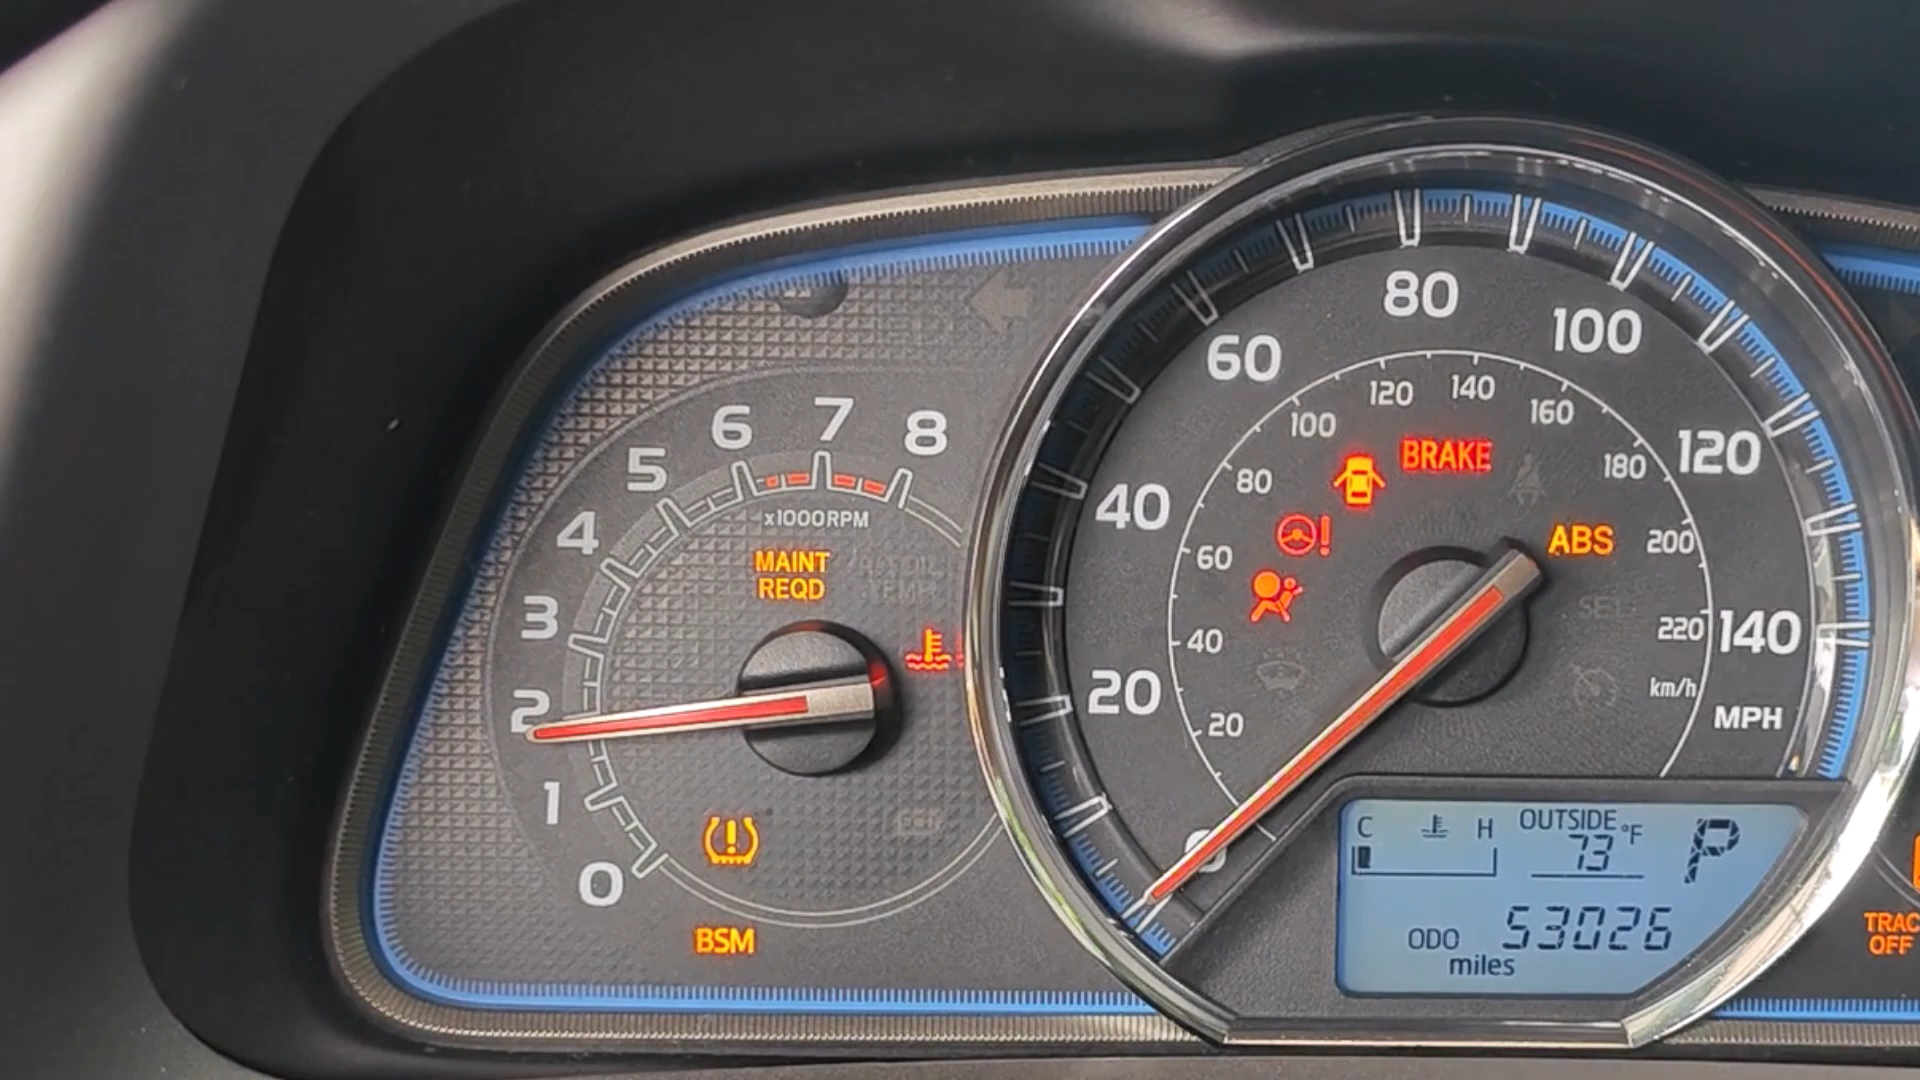 8
7
6
5
4
3
2
1
0
x1000RPM
MAINT
REQD
BSM
0
20
40
60
80
100
120
140
MPH
20
40
60
80
100
120
140
160
180
200
220
km/h
BRAKE
ABS
SET
C H
OUTSIDE
73°F
P
ODO 53026
miles
TRAC
OFF